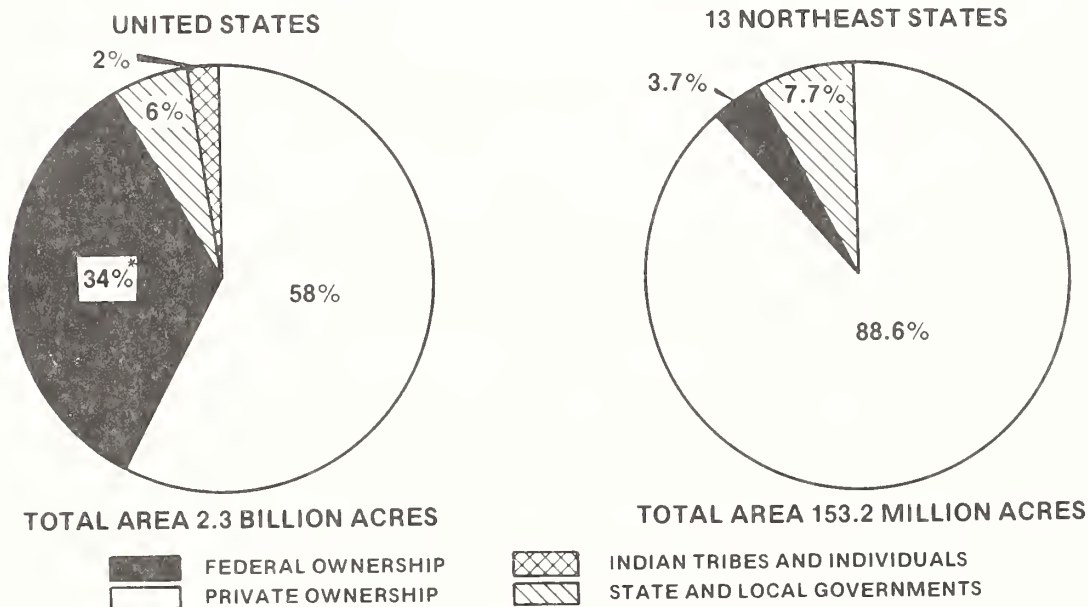 UNITED STATES
2%
6%
34%*
58%
TOTAL AREA 2.3 BILLION ACRES
13 NORTHEAST STATES
3.7%
7.7%
88.6%
TOTAL AREA 153.2 MILLION ACRES
FEDERAL OWNERSHIP
PRIVATE OWNERSHIP
INDIAN TRIBES AND INDIVIDUALS
STATE AND LOCAL GOVERNMENTS